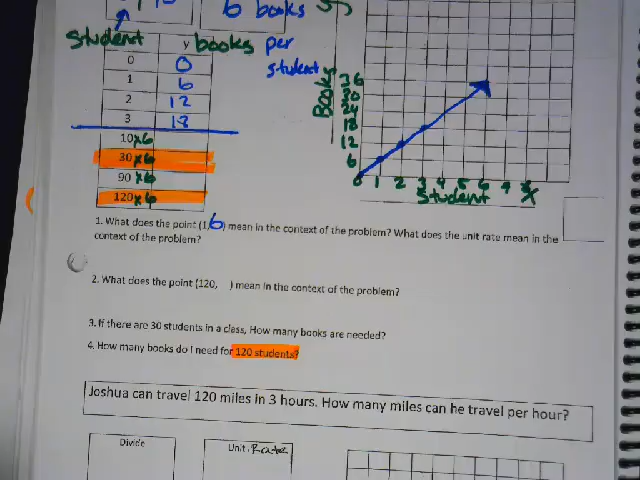 6 books
student y books per
student
0 0
1 6
2 12
3 18
10 x6
30 x6
90 x6
120 x6
Books
36
30
24
18
12
6
0 1 2 3 4 5 6 7 8 x
Student
1. What does the point (1,6) mean in the context of the problem? What does the unit rate mean in the
context of the problem?
2. What does the point (120, ) mean in the context of the problem?
3. If there are 30 students in a class, How many books are needed?
4. How many books do I need for 120 students?
Joshua can travel 120 miles in 3 hours. How many miles can he travel per hour?
Divide
Unit Rate